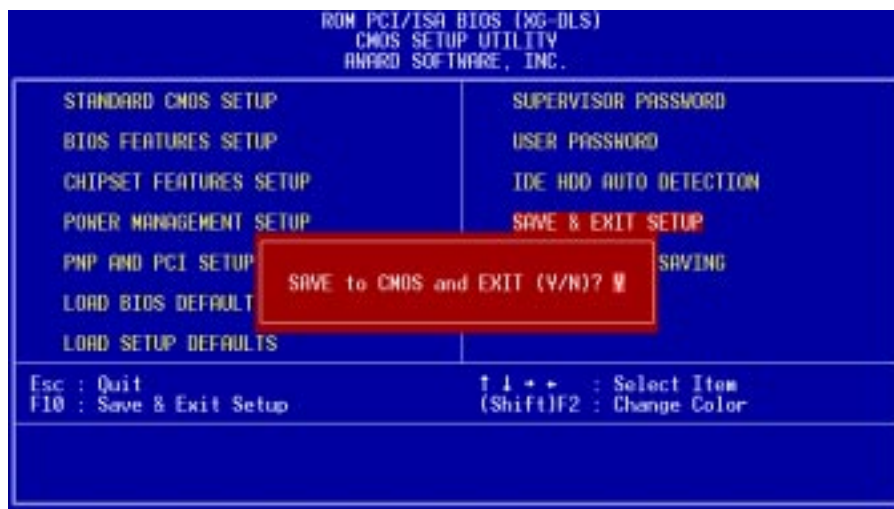 ROM PCI/ISA BIOS (XG-DLS)
CMOS SETUP UTILITY
AWARD SOFTWARE, INC.
STANDARD CMOS SETUP
BIOS FEATURES SETUP
CHIPSET FEATURES SETUP
POWER MANAGEMENT SETUP
PNP AND PCI SETUP
LOAD BIOS DEFAULT
LOAD SETUP DEFAULTS
SUPERVISOR PASSWORD
USER PASSWORD
IDE HDD AUTO DETECTION
SAVE & EXIT SETUP
SAVING
SAVE to CMOS and EXIT (Y/N)? Y
Esc : Quit
F10 : Save & Exit Setup
↑ ↓ → ← : Select Item
(Shift)F2 : Change Color